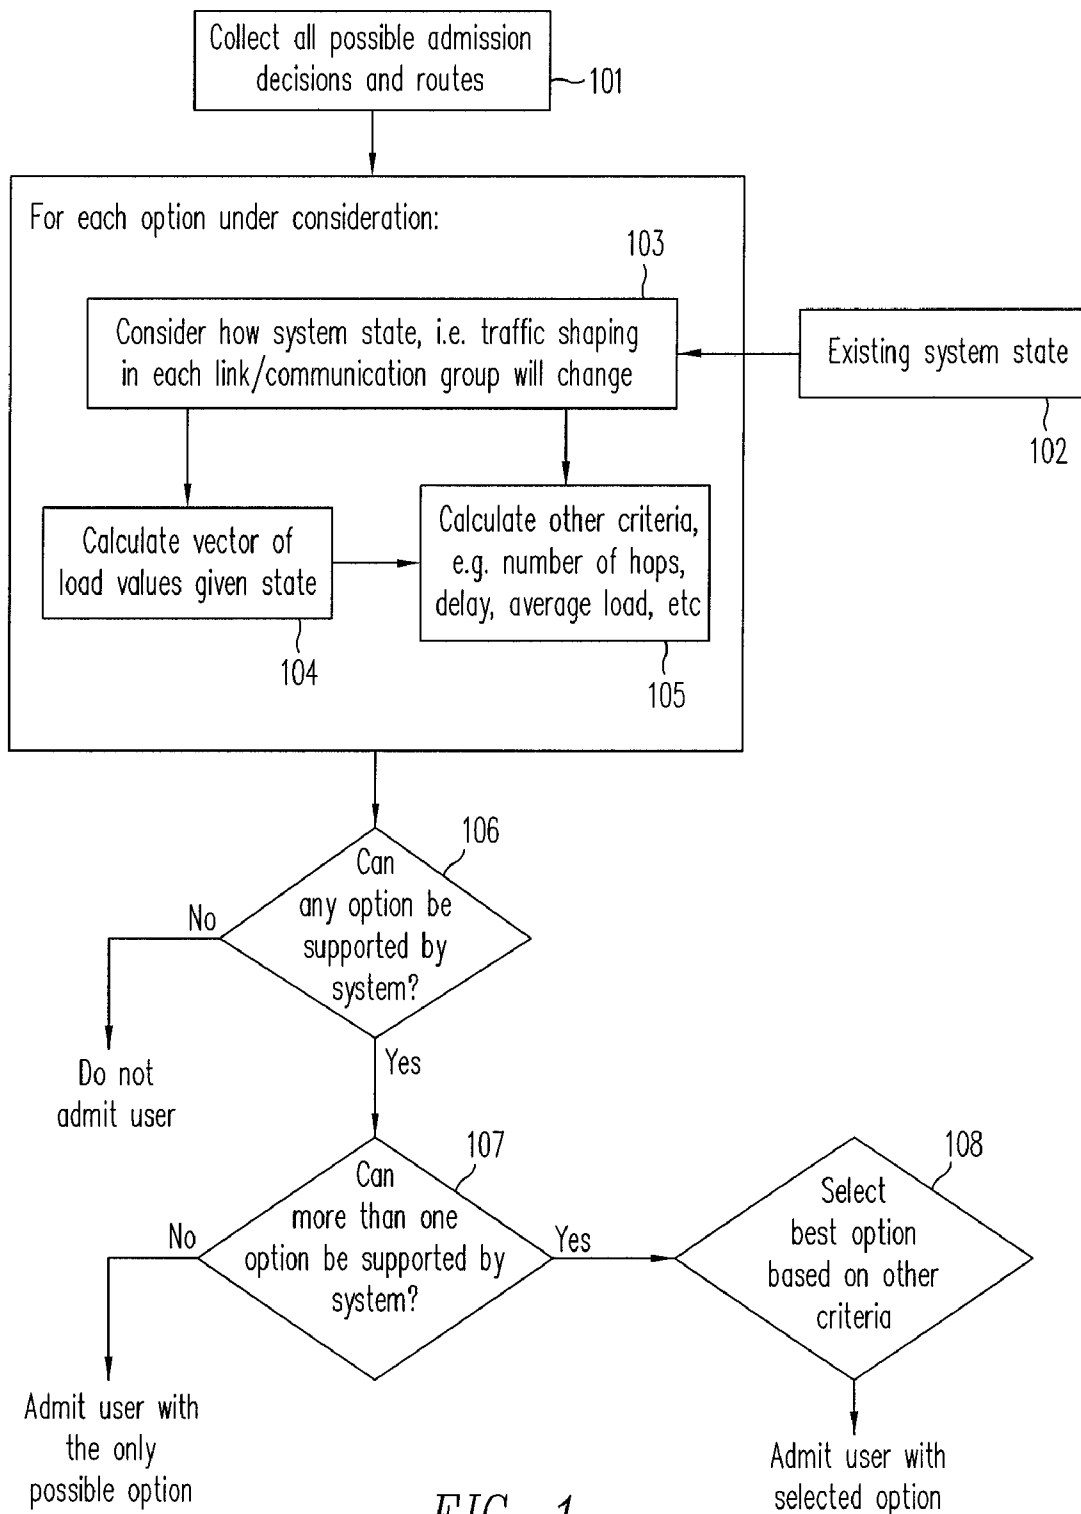 Collect all possible admission
decisions and routes
101
For each option under consideration:
103
Consider how system state, i.e. traffic shaping
in each link/communication group will change
Existing system state
102
Calculate vector of
load values given state
104
Calculate other criteria,
e.g. number of hops,
delay, average load, etc
105
106
Can
any option be
supported by
system?
No
Yes
Do not
admit user
107
Can
more than one
option be supported by
system?
No
Yes
108
Select
best option
based on other
criteria
Admit user with
the only
possible option
Admit user with
selected option
FIG. 1